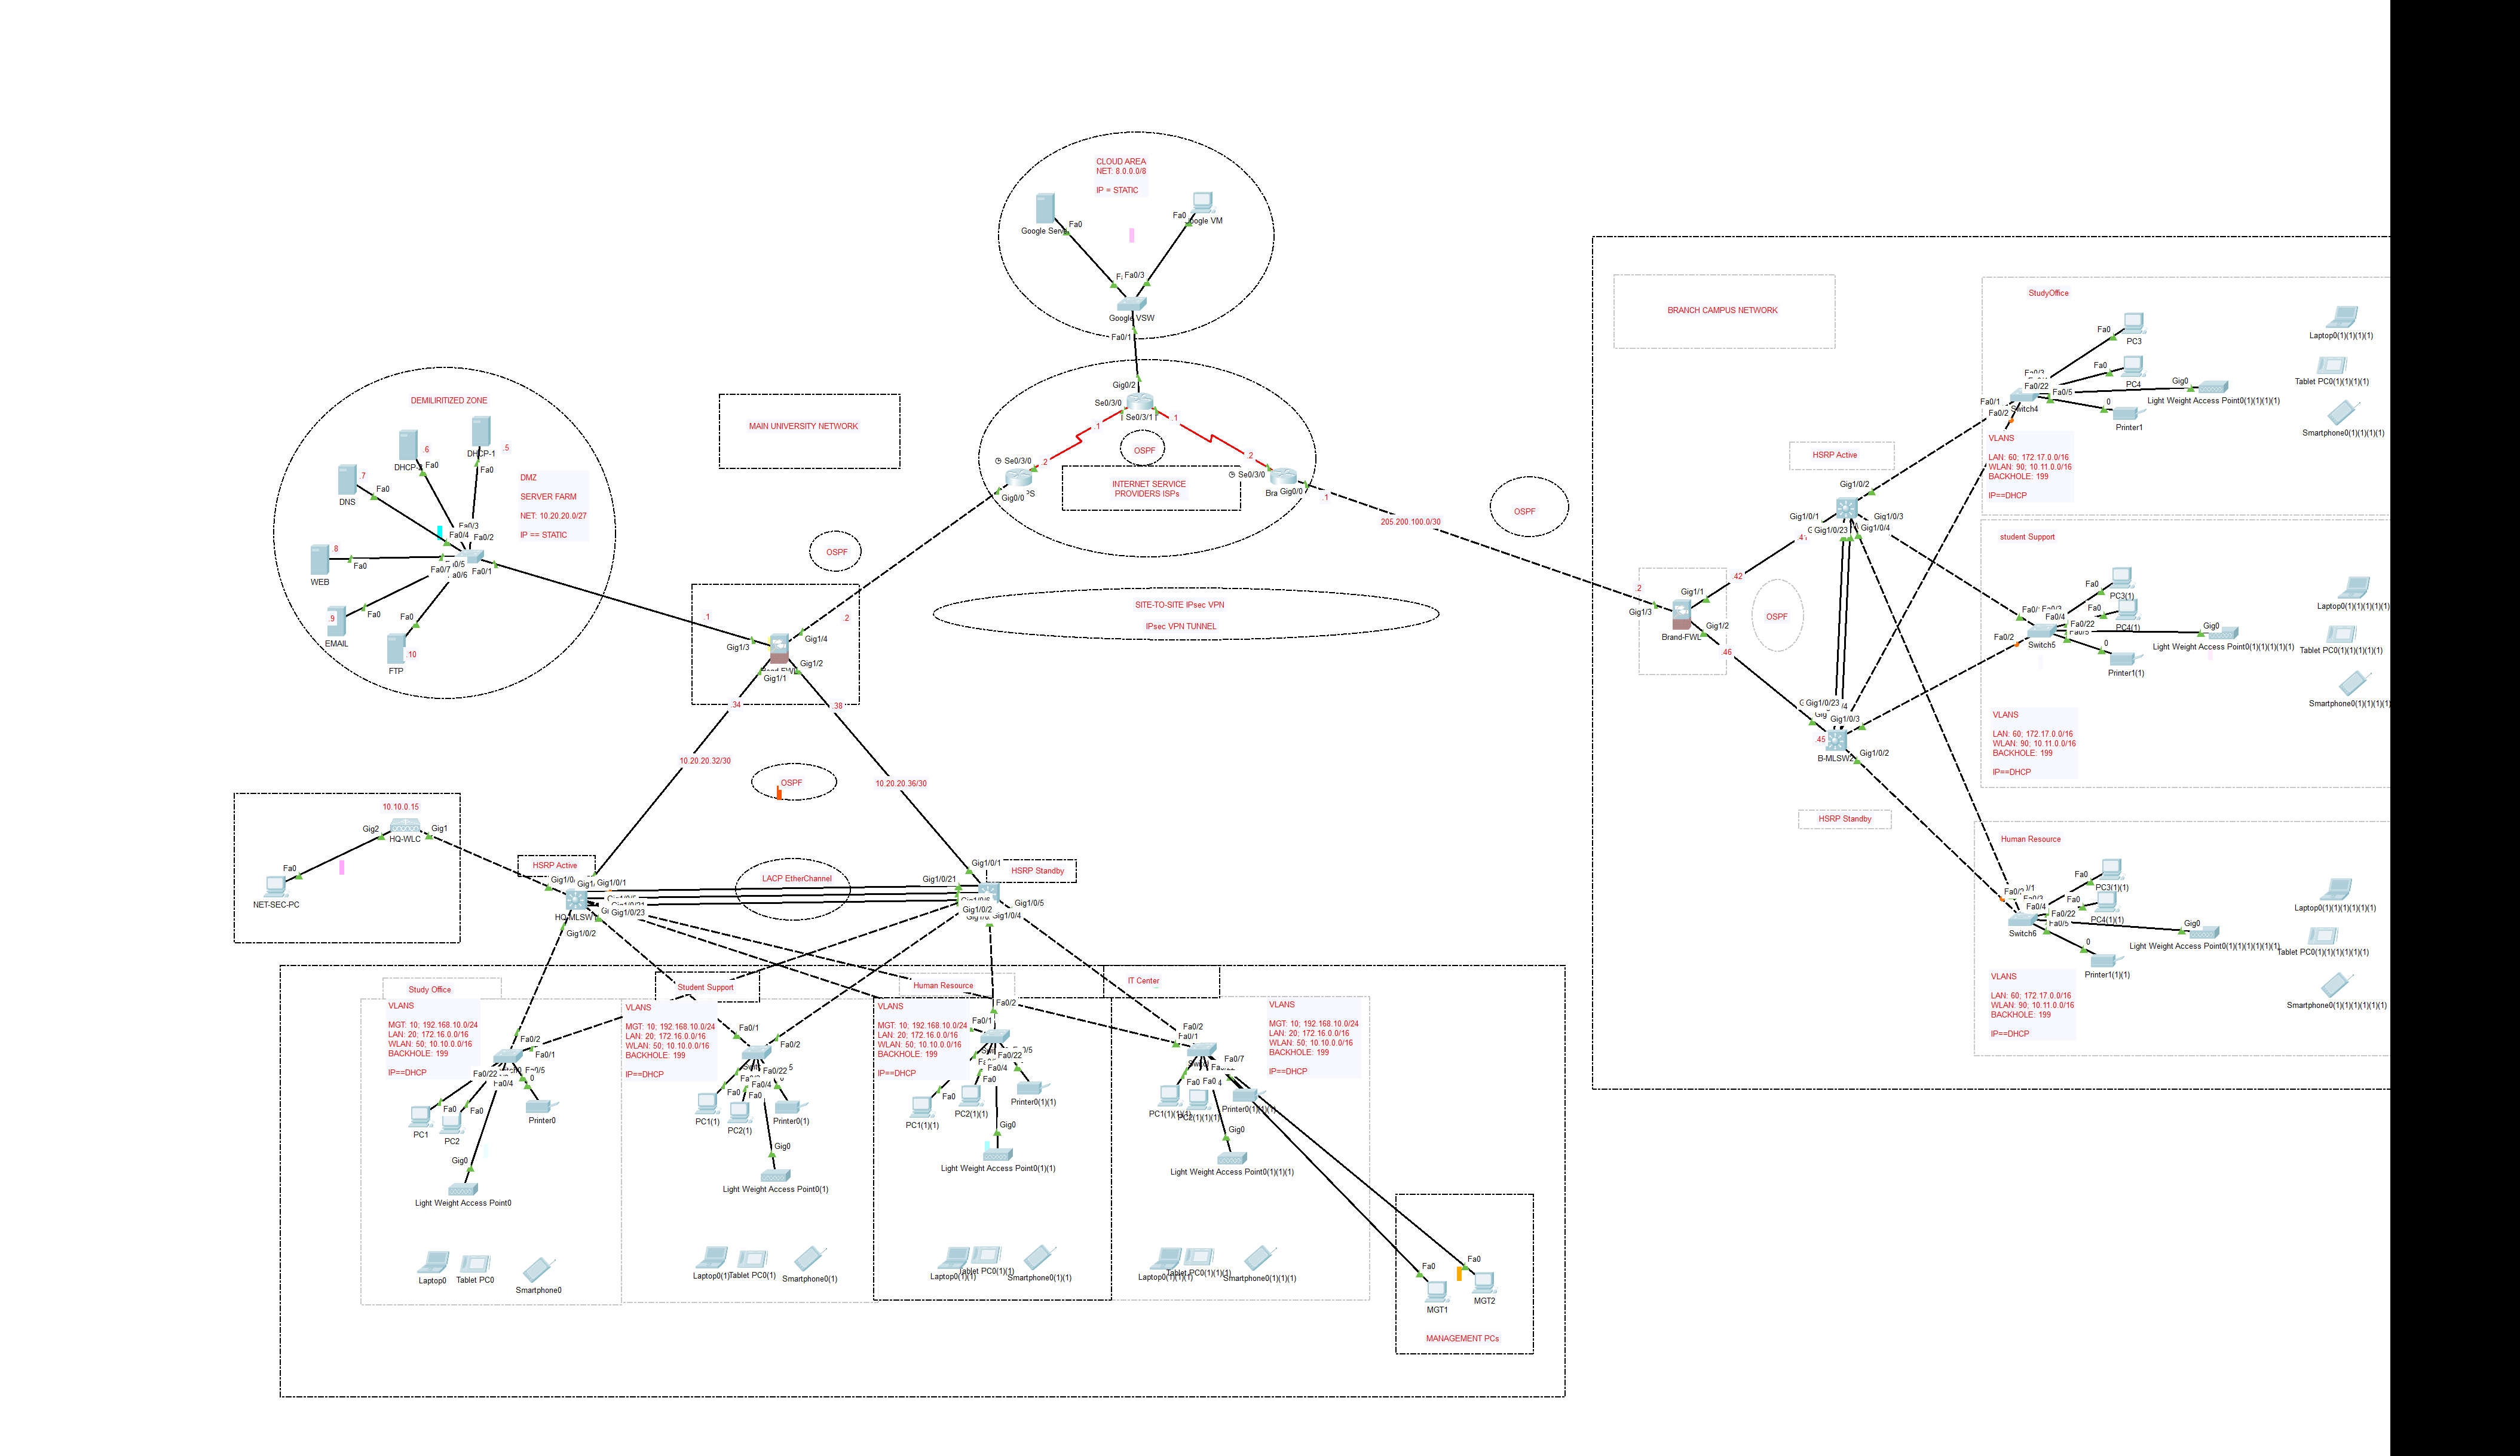 CLOUD AREA
NET: 8.0.0.0/8
IP = STATIC
Fa0
Fa0
oogle VM
Fa0/3
Google VSW
Fa0/1
Gig0/2
Se0/3/0
Se0/3/1
.1
.1
OSPF
.2
.2
Se0/3/0
Se0/3/0
Gig0/0
Gig0/0
INTERNET SERVICE
PROVIDERS ISPs
MAIN UNIVERSITY NETWORK
DEMILIRITIZED ZONE
.6
.5
DHCP-1
Fa0
Fa0
.7
DNS
Fa0
DMZ
SERVER FARM
NET: 10.20.20.0/27
IP == STATIC
Fa0/3
Fa0/4
Fa0/2
.8
WEB
Fa0
Fa0/7
Fa0/6
Fa0/1
.9
EMAIL
Fa0
Fa0
.10
FTP
OSPF
.1
.2
Gig1/4
Gig1/3
Gig1/2
Gig1/1
.34
.38
SITE-TO-SITE IPsec VPN
IPsec VPN TUNNEL
.1
205.200.100.0/30
OSPF
10.20.20.32/30
OSPF
10.20.20.36/30
10.10.0.15
Gig2
Gig1
HQ-WLC
Fa0
NET-SEC-PC
HSRP Active
LACP EtherChannel
HSRP Standby
Gig1/0/1
Gig1/0/1
Gig1/0/21
Gig1/0/23
Gig1/0/2
Gig1/0/2
Gig1/0/4
Gig1/0/5
Study Office
VLANS
MGT: 10; 192.168.10.0/24
LAN: 20; 172.16.0.0/16
WLAN: 50; 10.10.0.0/16
BACKHOLE: 199
IP==DHCP
Fa0/2
Fa0/1
Fa0/22
Fa0/5
Fa0/4
0
Fa0
Fa0
PC1
PC2
Printer0
Gig0
Light Weight Access Point0
Laptop0
Tablet PC0
Smartphone0
Student Support
VLANS
MGT: 10; 192.168.10.0/24
LAN: 20; 172.16.0.0/16
WLAN: 50; 10.10.0.0/16
BACKHOLE: 199
IP==DHCP
Fa0/1
Fa0/2
Fa0/22
Fa0/4
Fa0
Fa0
PC1(1)
PC2(1)
Printer0(1)
Gig0
Light Weight Access Point0(1)
Laptop0(1)
Tablet PC0(1)
Smartphone0(1)
Human Resource
VLANS
MGT: 10; 192.168.10.0/24
LAN: 20; 172.16.0.0/16
WLAN: 50; 10.10.0.0/16
BACKHOLE: 199
IP==DHCP
Fa0/2
Fa0/1
Fa0/22
Fa0/4
Fa0
Fa0
PC1(1)(1)
PC2(1)(1)
Printer0(1)(1)
Gig0
Light Weight Access Point0(1)(1)
Laptop0(1)(1)
Tablet PC0(1)(1)
Smartphone0(1)(1)
IT Center
VLANS
MGT: 10; 192.168.10.0/24
LAN: 20; 172.16.0.0/16
WLAN: 50; 10.10.0.0/16
BACKHOLE: 199
IP==DHCP
Fa0/2
Fa0/1
Fa0/7
Fa0
Fa0
PC1(1)(1)(1)
PC2(1)(1)(1)
Printer0(1)(1)(1)
Gig0
Light Weight Access Point0(1)(1)(1)
Laptop0(1)(1)(1)
Tablet PC0(1)(1)(1)
Smartphone0(1)(1)(1)
Fa0
Fa0
MGT1
MGT2
MANAGEMENT PCs
BRANCH CAMPUS NETWORK
HSRP Active
Gig1/0/2
Gig1/0/1
Gig1/0/3
Gig1/0/23
Gig1/0/4
.42
.2
Gig1/1
Gig1/3
Gig1/2
Brand-FWL
OSPF
.46
Gig1/0/23
Gig1/0/3
.45
B-MLSW2
Gig1/0/2
HSRP Standby
StudyOffice
Fa0
PC3
Fa0
PC4
Fa0/3
Fa0/22
Fa0/5
Gig0
Light Weight Access Point0(1)(1)(1)(1)
Fa0/1
Fa0/2
Switch4
0
Printer1
Laptop0(1)(1)(1)(1)
Tablet PC0(1)(1)(1)(1)
Smartphone0(1)(1)(1)(1)
VLANS
LAN: 60; 172.17.0.0/16
WLAN: 90; 10.11.0.0/16
BACKHOLE: 199
IP==DHCP
student Support
Fa0
PC3(1)
Fa0
PC4(1)
Fa0/3
Fa0/4
Fa0/22
Fa0/5
Fa0/2
Switch5
Gig0
Light Weight Access Point0(1)(1)(1)(1)(1)
0
Printer1(1)
Laptop0(1)(1)(1)(1)(1)
Tablet PC0(1)(1)(1)(1)(1)
Smartphone0(1)(1)(1)(1)(1)
VLANS
LAN: 60; 172.17.0.0/16
WLAN: 90; 10.11.0.0/16
BACKHOLE: 199
IP==DHCP
Human Resource
Fa0
PC3(1)(1)
Fa0
PC4(1)(1)
Fa0/4
Fa0/22
Fa0/5
Switch6
Gig0
Light Weight Access Point0(1)(1)(1)(1)(1)(1)
0
Printer1(1)(1)
Laptop0(1)(1)(1)(1)(1)(1)
Tablet PC0(1)(1)(1)(1)(1)(1)
Smartphone0(1)(1)(1)(1)(1)(1)
VLANS
LAN: 60; 172.17.0.0/16
WLAN: 90; 10.11.0.0/16
BACKHOLE: 199
IP==DHCP